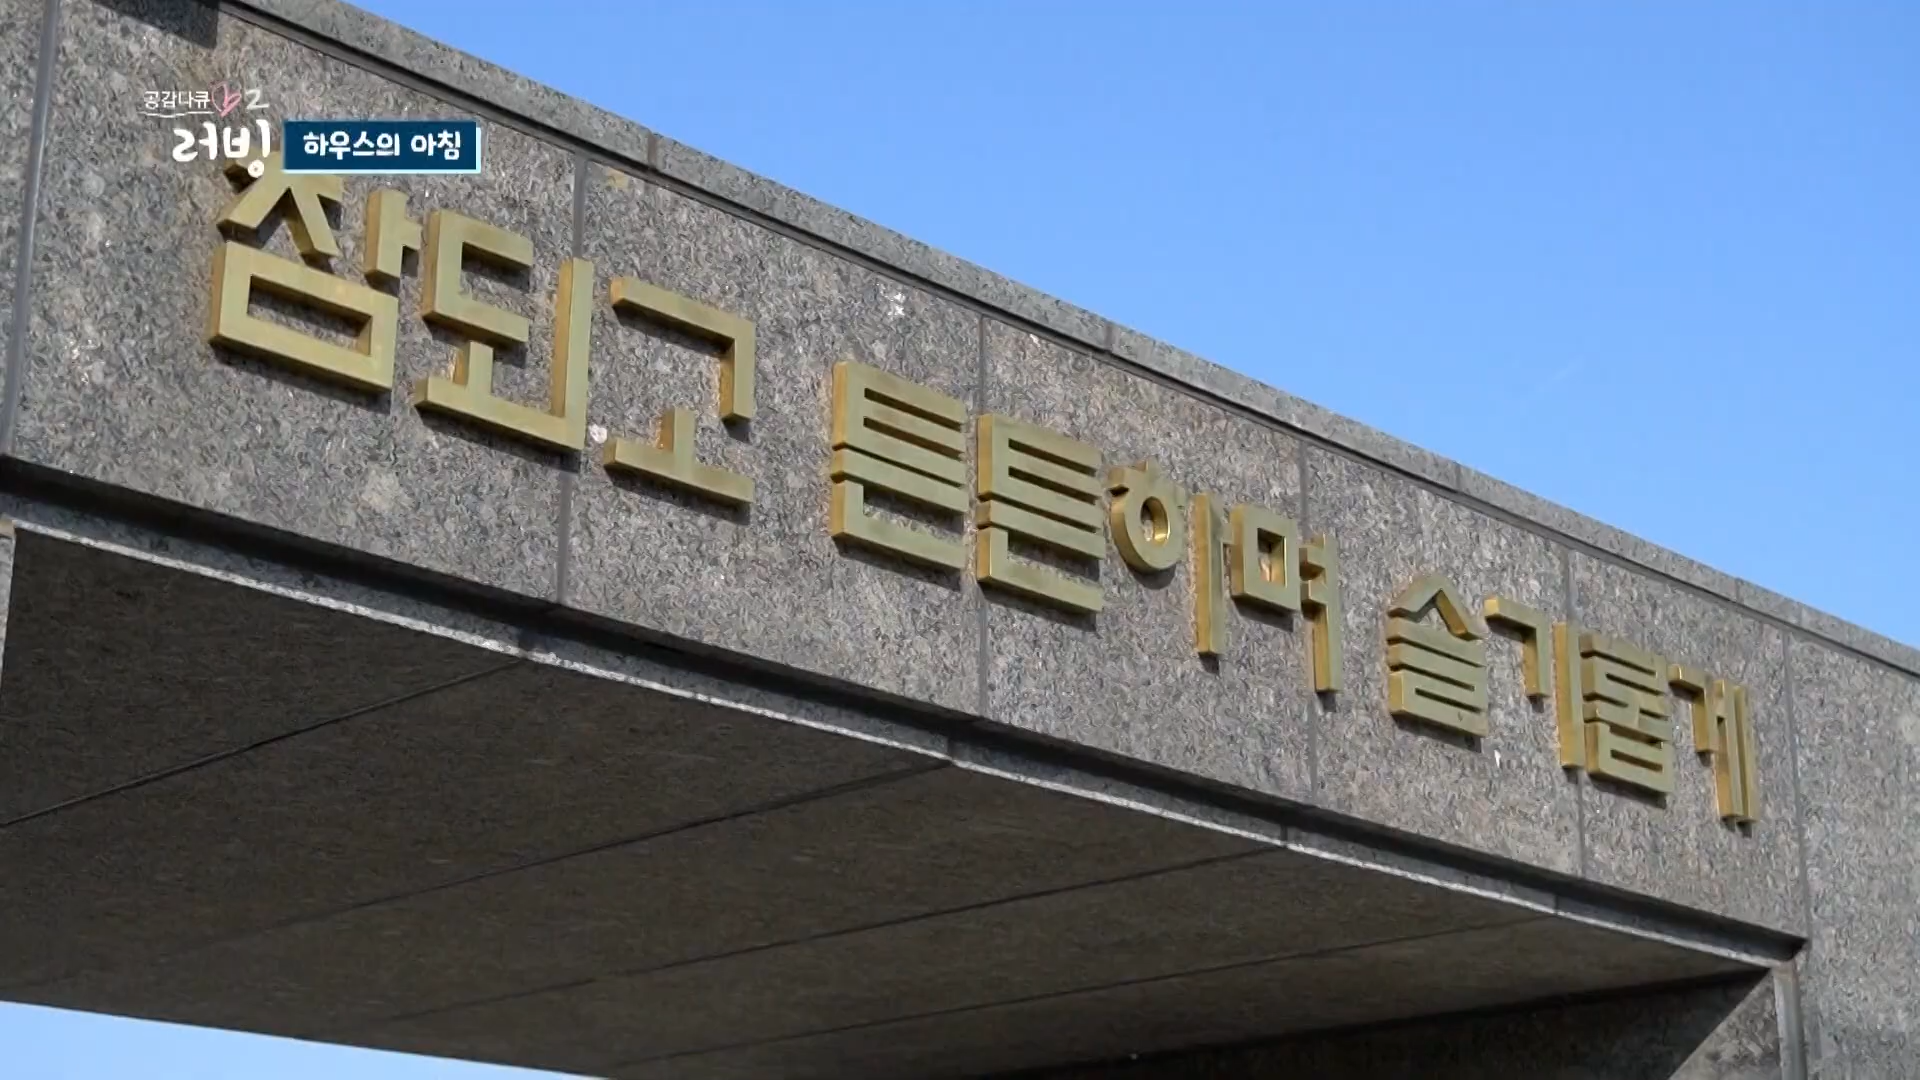 공감다큐 2
러빙 하우스의 아침
참되고 튼튼하며 슬기롭게